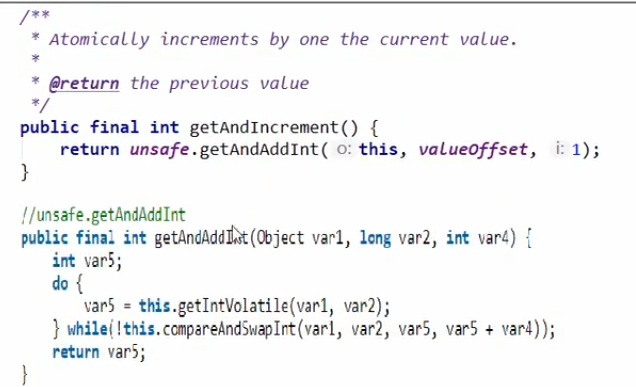 /**
 * Atomically increments by one the current value.
 *
 * @return the previous value
 */
public final int getAndIncrement() {
    return unsafe.getAndAddInt( o: this, valueOffset, i: 1);
}
//unsafe.getAndAddInt
public final int getAndAddInt(Object var1, long var2, int var4) {
    int var5;
    do {
        var5 = this.getIntVolatile(var1, var2);
    } while(!this.compareAndSwapInt(var1, var2, var5, var5 + var4));
    return var5;
}